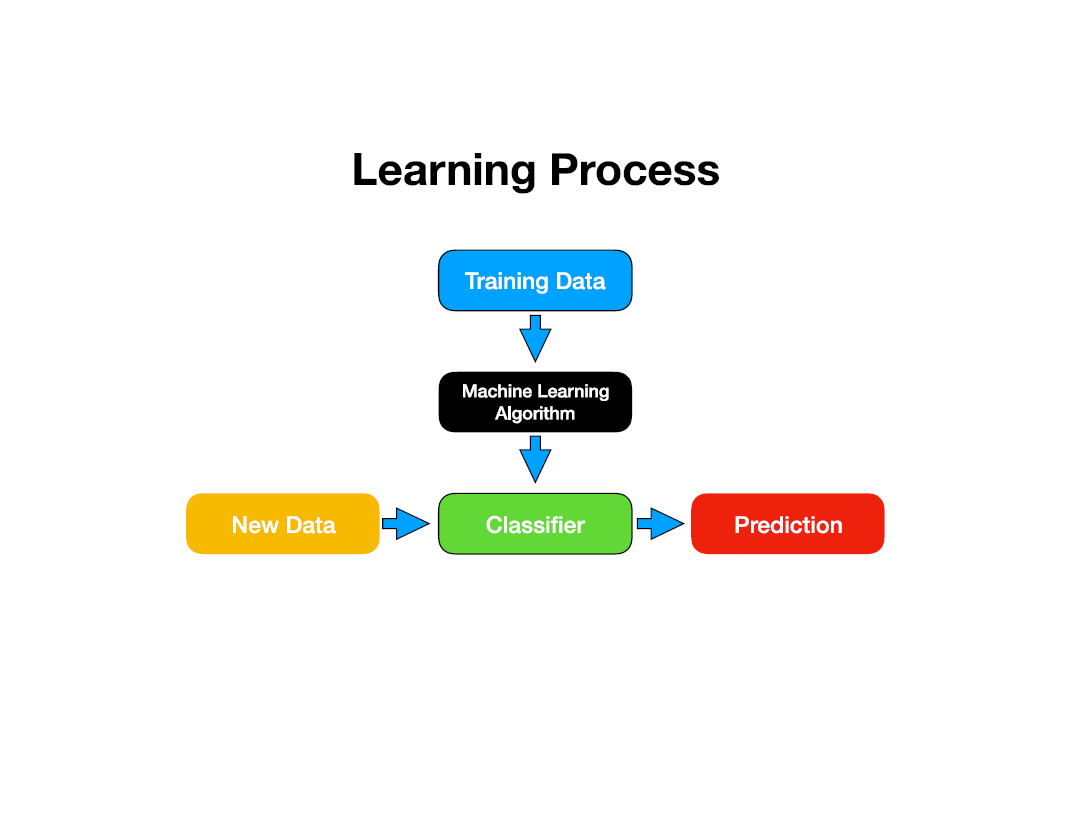 Learning Process
Training Data
Machine Learning
Algorithm
New Data
Classifier
Prediction